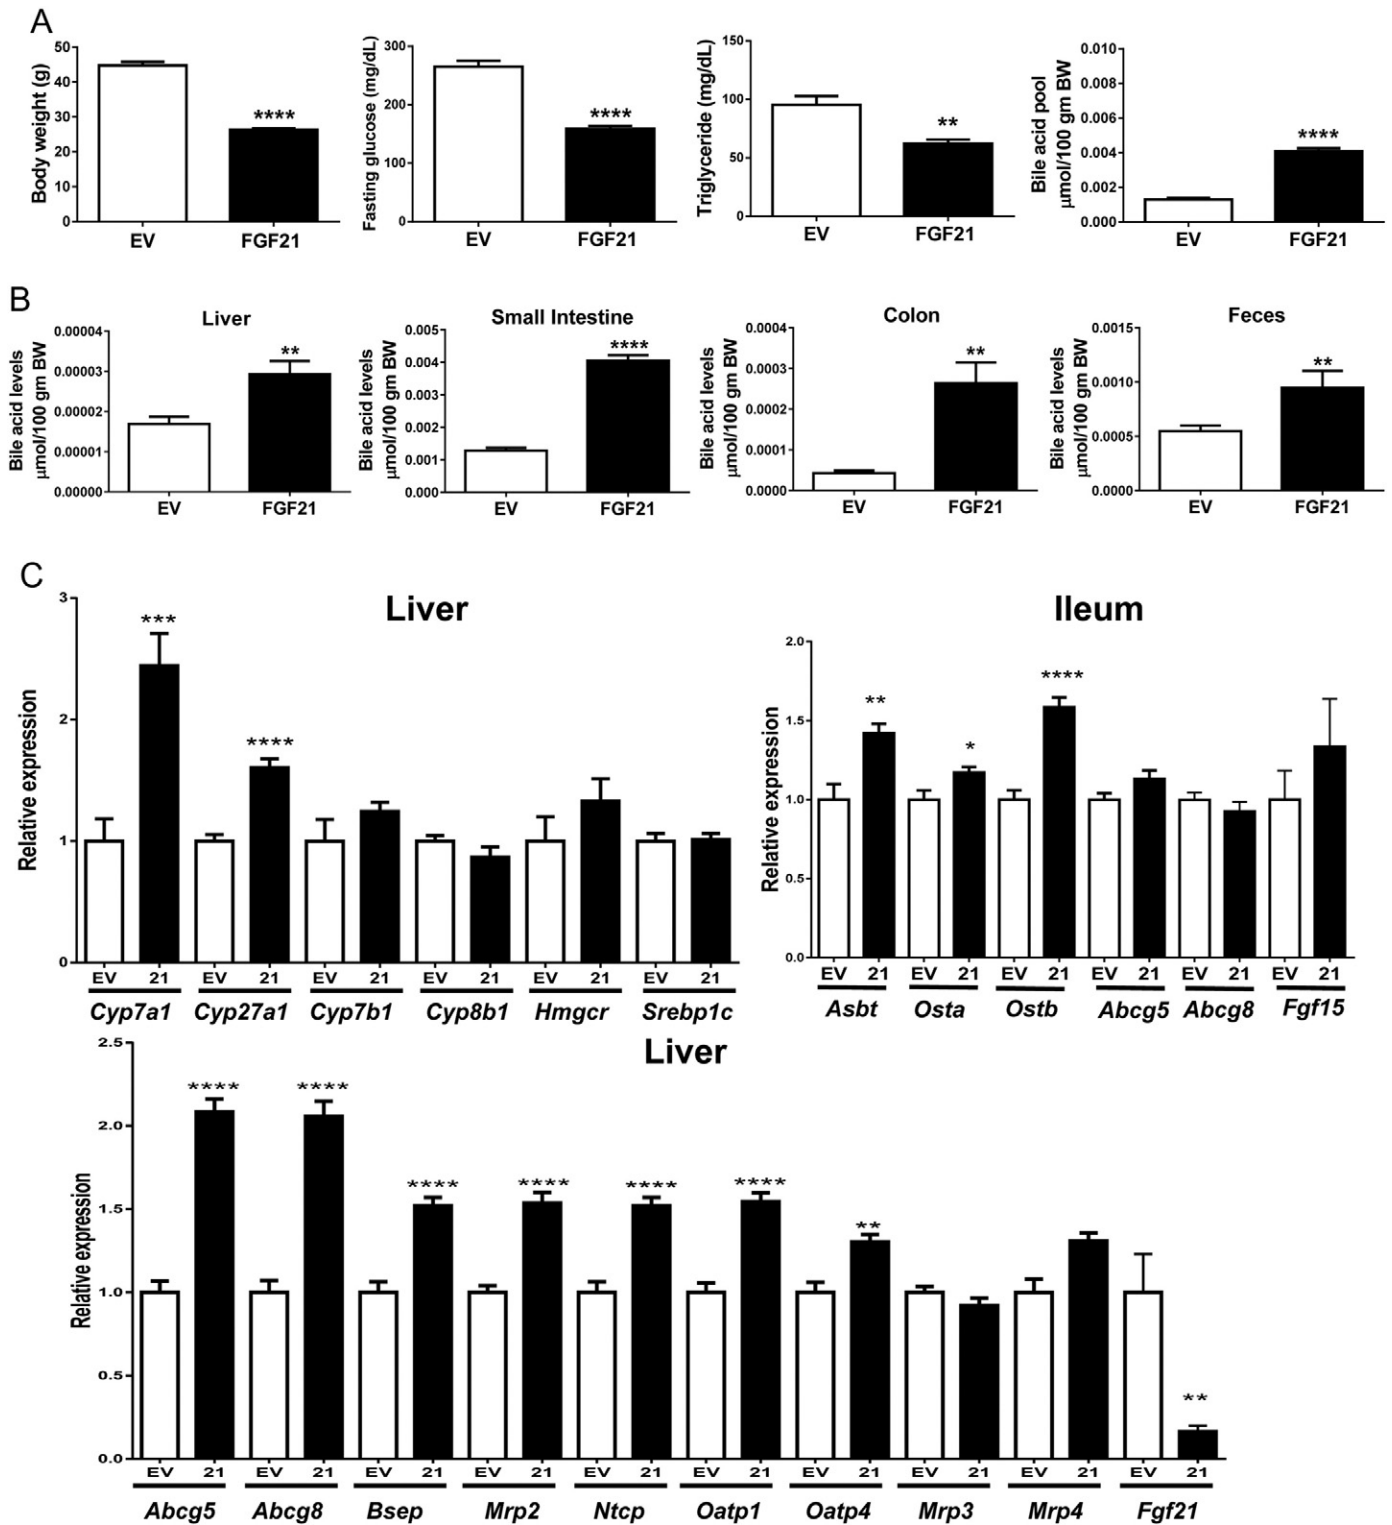 A
Body weight (g)
50
40
30
20
10
0
****
EV FGF21
Fasting glucose (mg/dL)
300
200
100
0
****
EV FGF21
Triglyceride (mg/dL)
150
100
50
0
**
EV FGF21
Bile acid pool
µmol/100 gm BW
0.010
0.008
0.006
0.004
0.002
0.000
****
EV FGF21
B
Liver
Bile acid levels
µmol/100 gm BW
0.00004
0.00003
0.00002
0.00001
0.00000
**
EV FGF21
Small Intestine
Bile acid levels
µmol/100 gm BW
0.005
0.004
0.003
0.002
0.001
0.000
****
EV FGF21
Colon
Bile acid levels
µmol/100 gm BW
0.0004
0.0003
0.0002
0.0001
0.0000
**
EV FGF21
Feces
Bile acid levels
µmol/100 gm BW
0.0015
0.0010
0.0005
0.0000
**
EV FGF21
C
Liver
Relative expression
3
2
1
0
***
****
EV 21 EV 21 EV 21 EV 21 EV 21 EV 21
Cyp7a1 Cyp27a1 Cyp7b1 Cyp8b1 Hmgcr Srebp1c
Ileum
Relative expression
2.0
1.5
1.0
0.5
0.0
** * ****
EV 21 EV 21 EV 21 EV 21 EV 21 EV 21
Asbt Osta Ostb Abcg5 Abcg8 Fgf15
Liver
Relative expression
2.5
2.0
1.5
1.0
0.5
0.0
**** **** **** **** **** **** ** **
EV 21 EV 21 EV 21 EV 21 EV 21 EV 21 EV 21 EV 21 EV 21 EV 21
Abcg5 Abcg8 Bsep Mrp2 Ntcp Oatp1 Oatp4 Mrp3 Mrp4 Fgf21